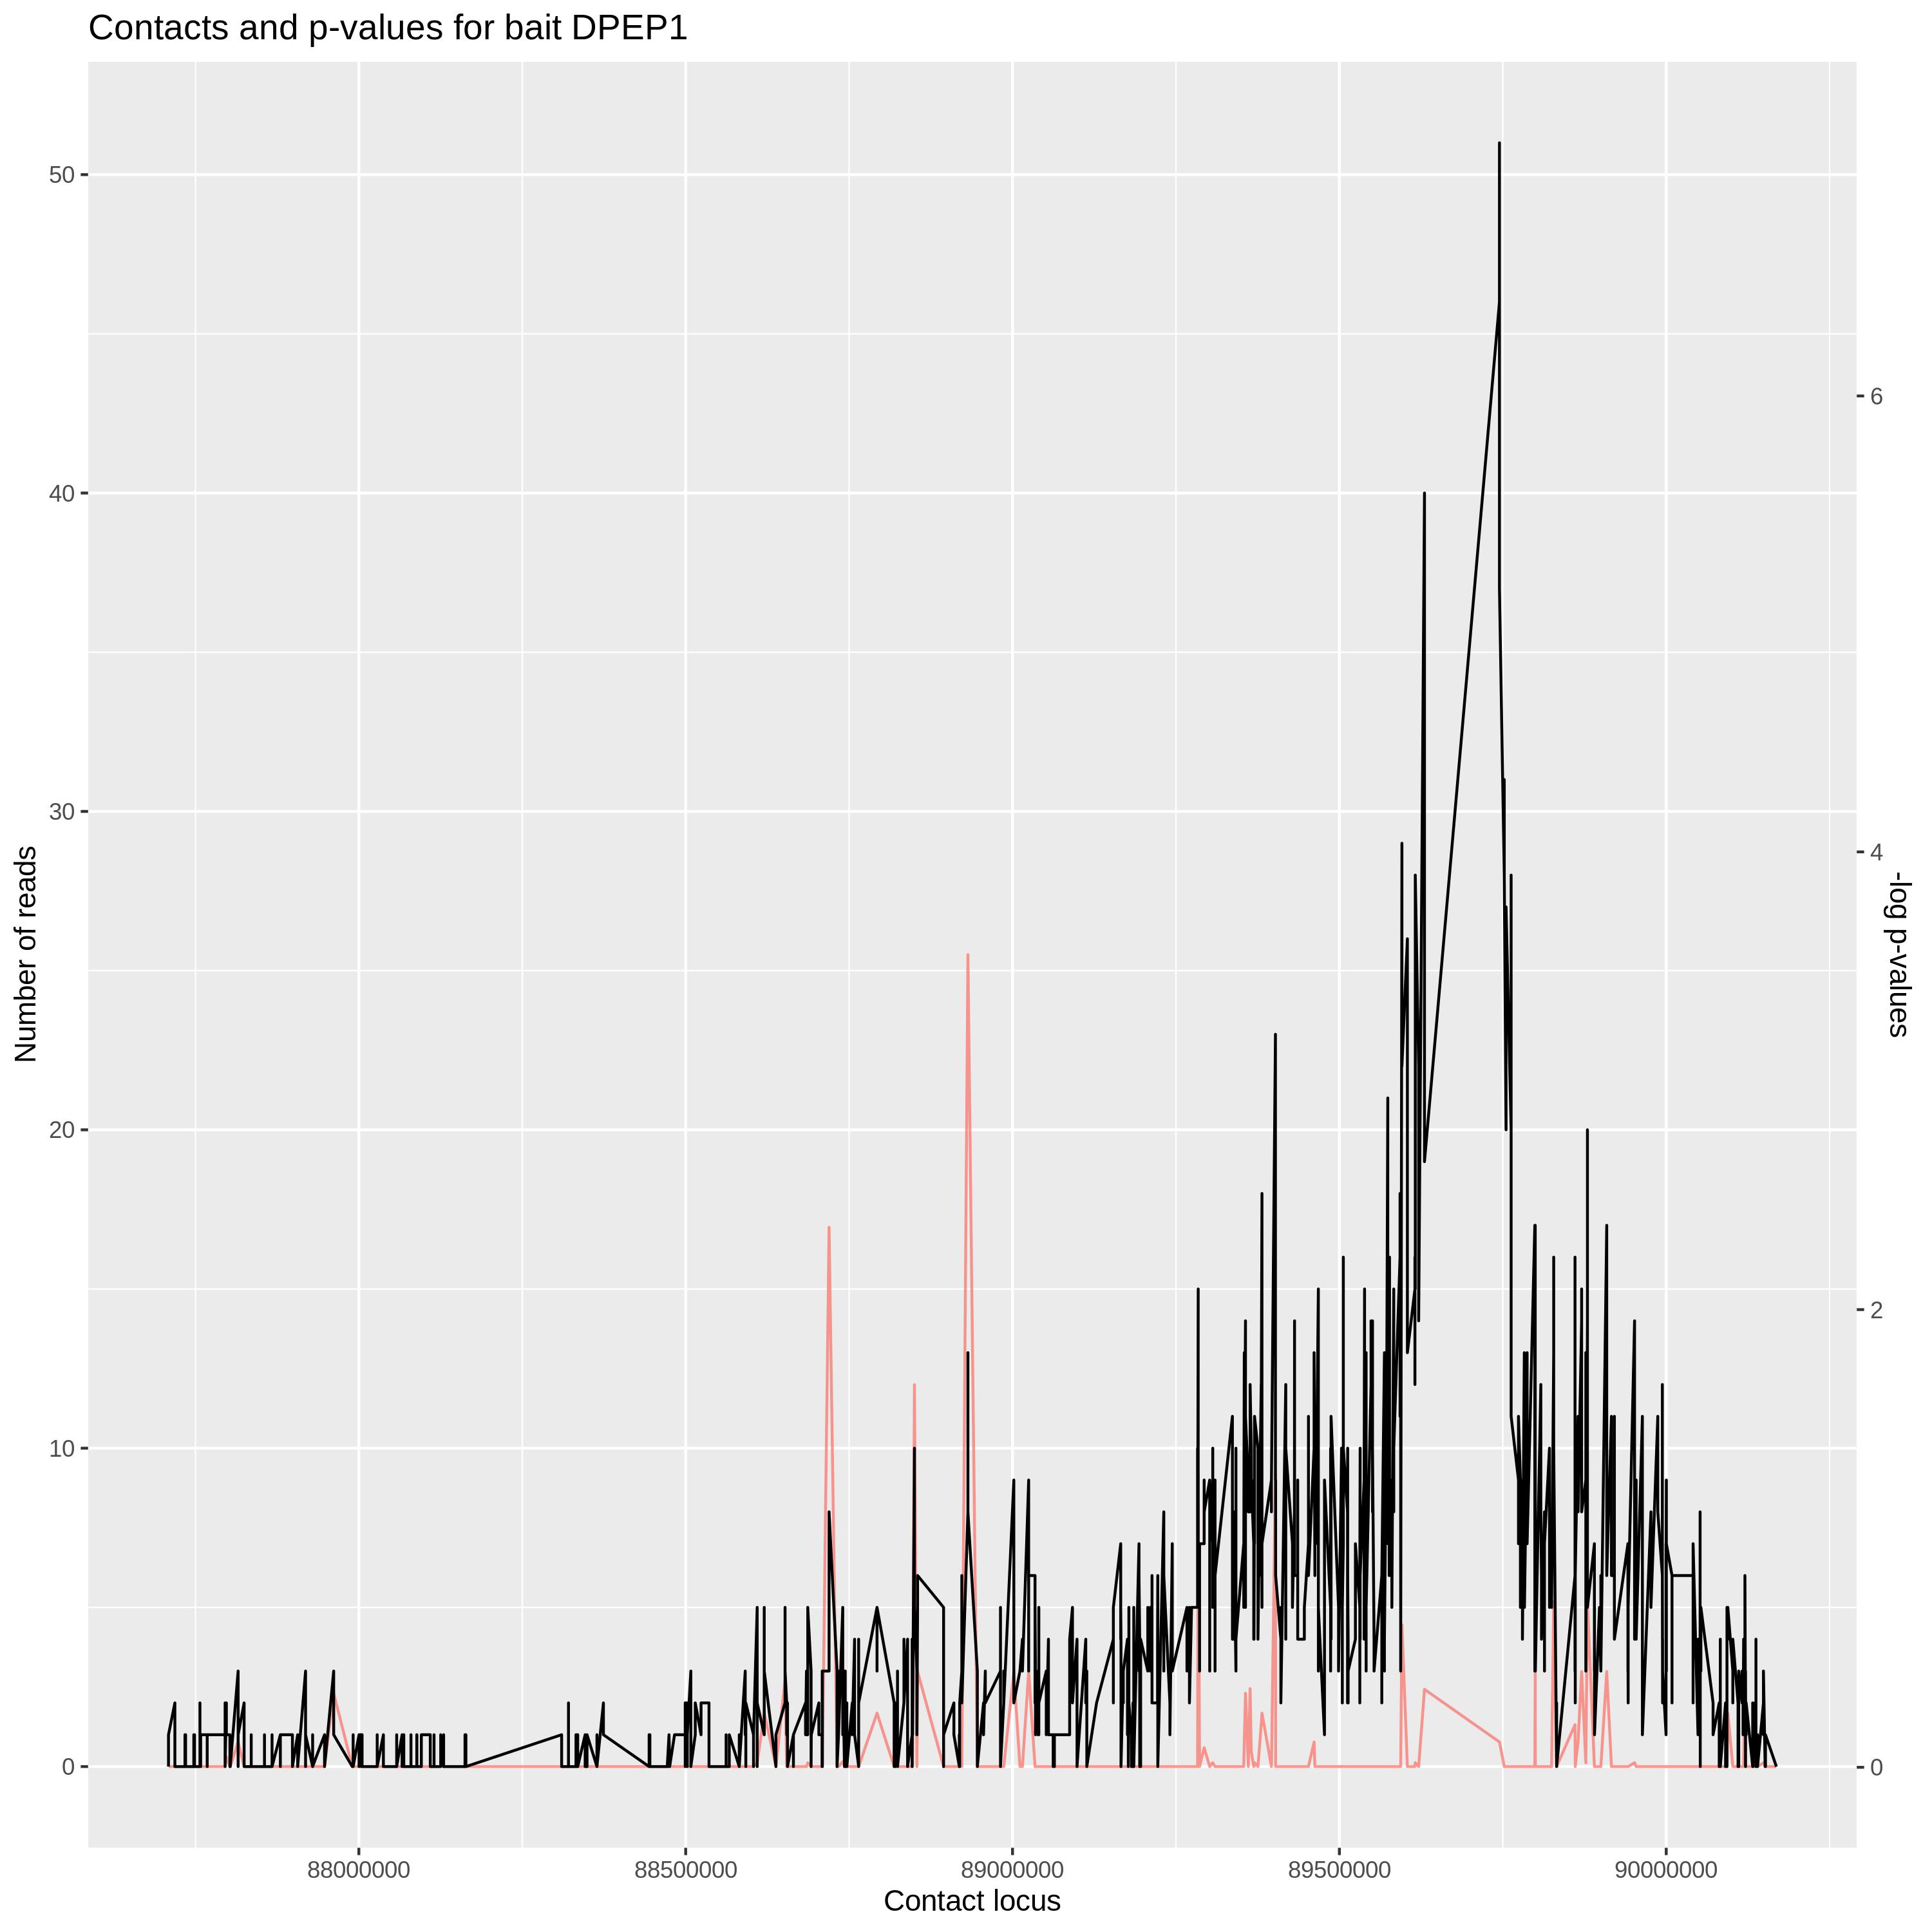 Contacts and p-values for bait DPEP1
50
40
30
20
10
0
Number of reads
6
4
2
0
-log p-values
88000000 88500000 89000000 89500000 90000000
Contact locus